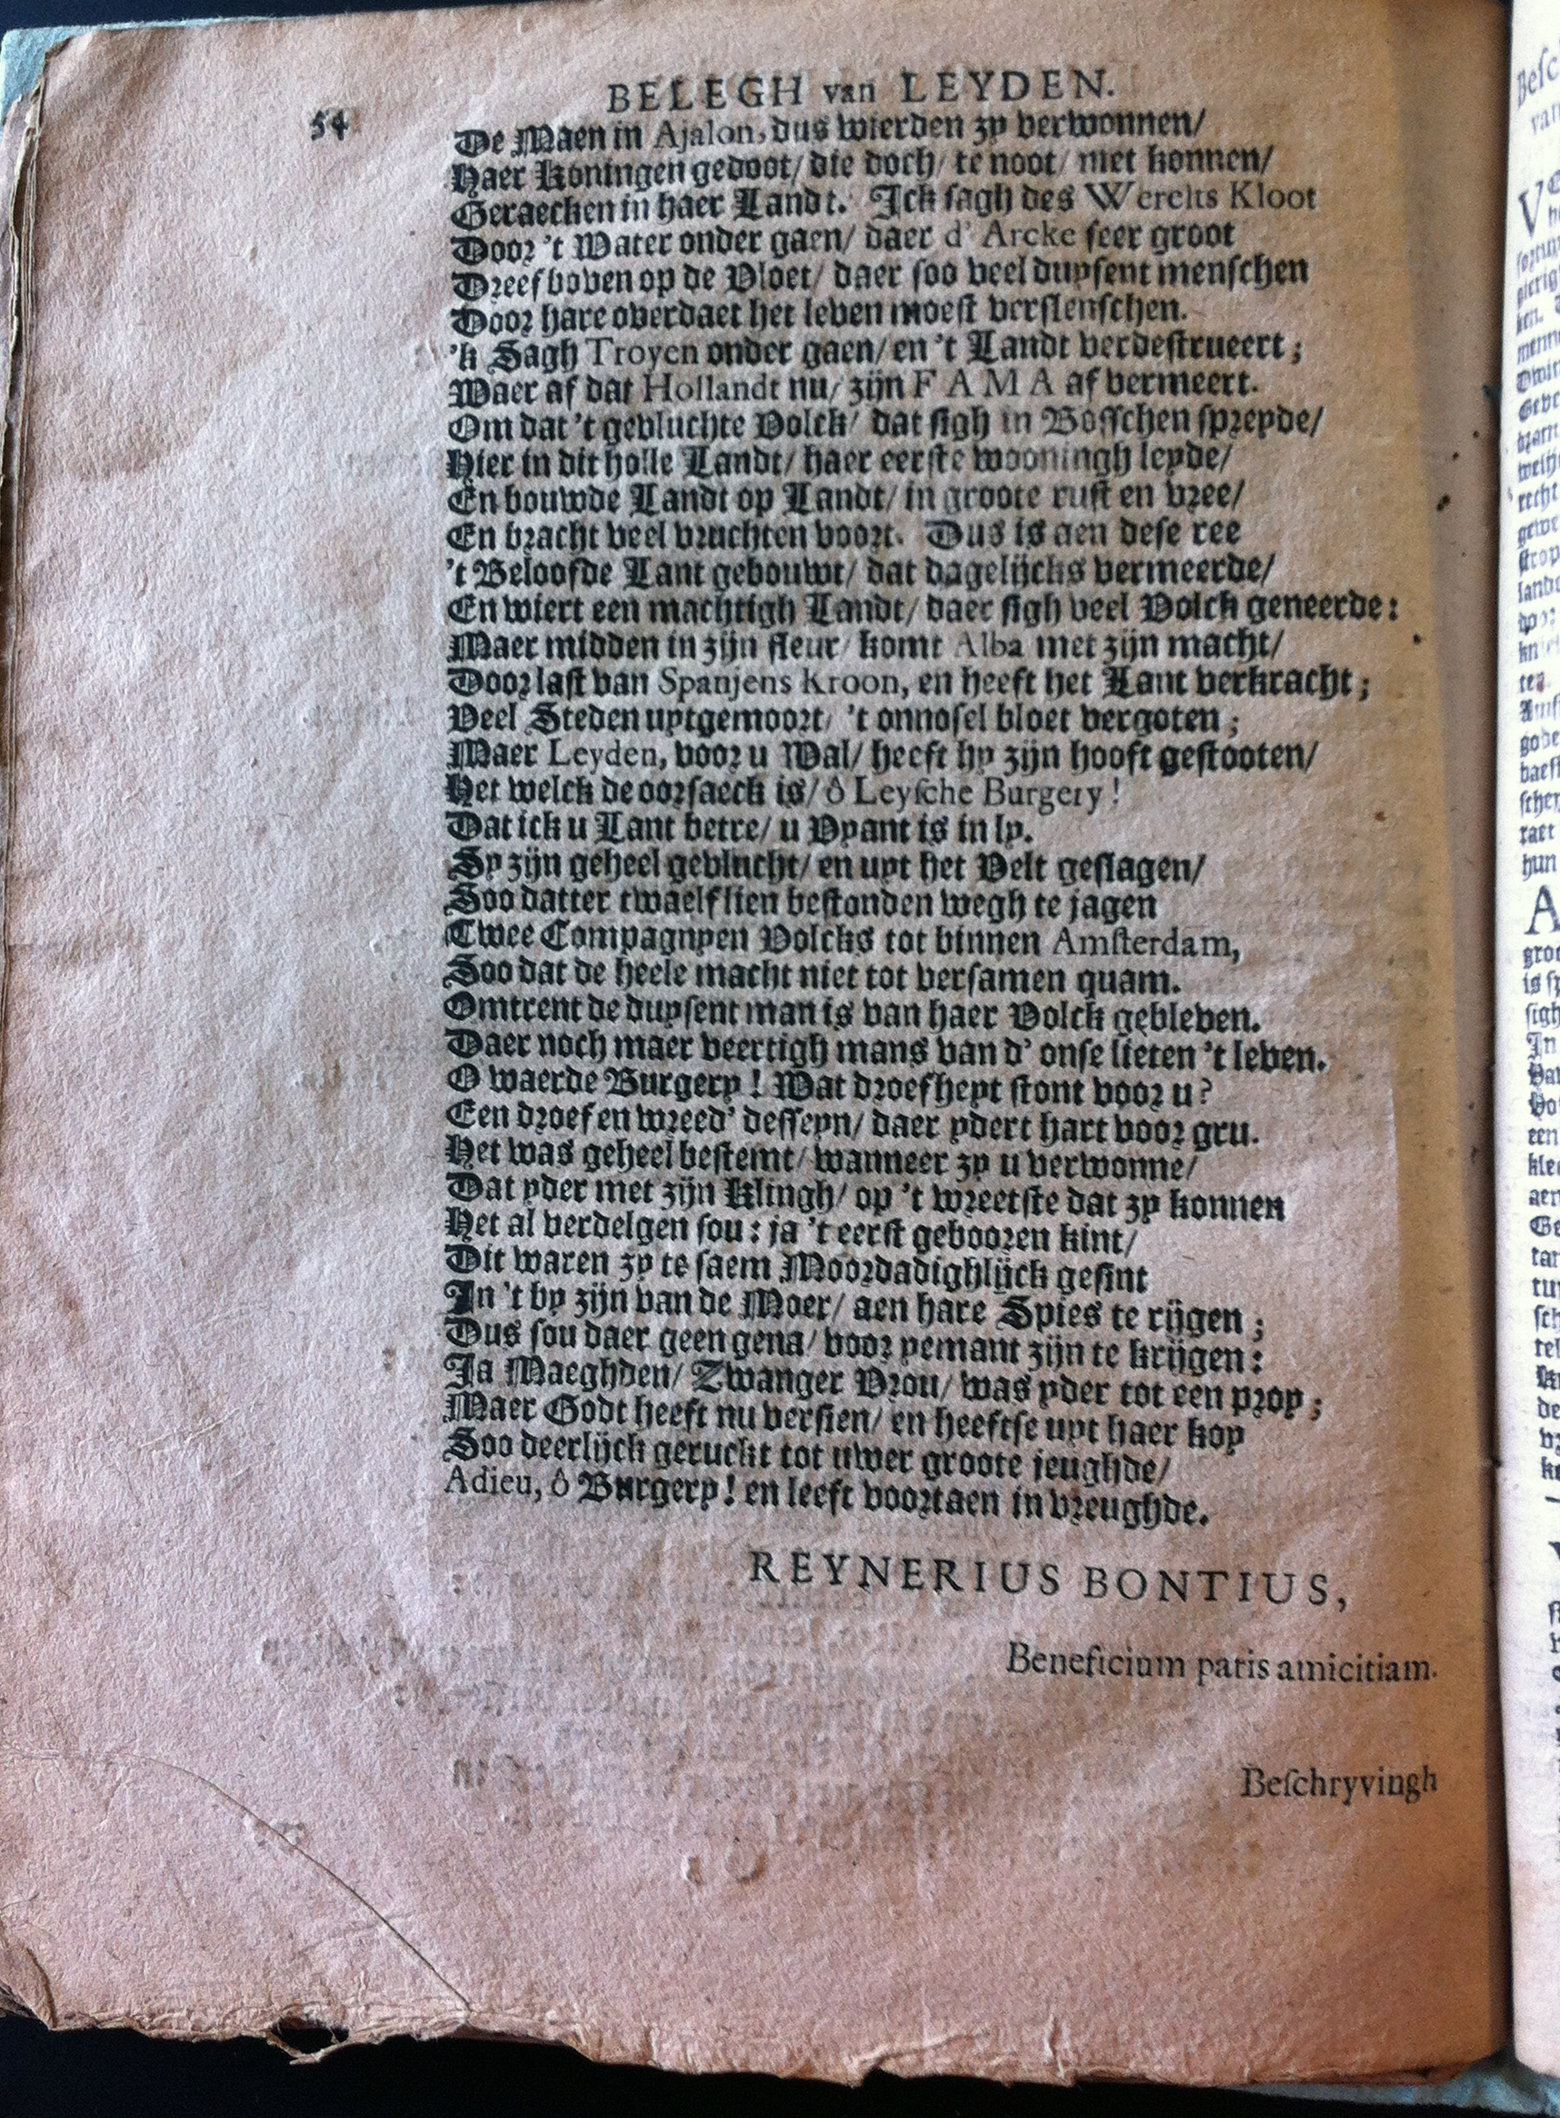 BELEGH van LEYDEN.
54
De Maen in Ajalon, dus wierden zy verwonnen/
Haer Koningen gedoot/ die doch/ te noot/ met konnen/
Geraecken in haer Landt. Ick sagh des Werelts Kloot
Door 't Water onder gaen/ daer d' Arcke seer groot
Dreef boven op de Vloet/ daer soo veel duysent menschen
Door hare overdaet het leven moest verslenschen.
'k Sagh Troyen onder gaen/ en 't Landt verdestrueert;
Waer af dat Hollandt nu/ zijn FAMA af vermeert.
Om dat 't gevluchte Volck/ dat sigh in Bosschen spreyde/
Hier in dit holle Landt/ haer eerste wooningh leyde/
En bouwde Landt op Landt/ in groote rust en vree/
En bracht veel vruchten voort. Dus is aen dese ree
't Beloofde Lant gebouwt/ dat dagelijcks vermeerde/
En wiert een machtigh Landt/ daer sigh veel Volck geneerde:
Maer midden in zijn fleur/ komt Alba met zijn macht/
Door last van Spanjens Kroon, en heeft het Lant verkracht;
Veel Steden uytgemoort/ 't onnosel bloet vergoten;
Maer Leyden, voor u Wal/ heeft hy zijn hooft gestooten/
Het welck de oorsaeck is/ ô Leysche Burgery!
Dat ick u Lant betre/ u Vyant is in ly.
Sy zijn geheel gevlucht/ en uyt het Velt geslagen/
Soo datter twaelf lien bestonden wegh te jagen
Twee Compagnyen Volcks tot binnen Amsterdam,
Soo dat de heele macht niet tot versamen quam.
Omtrent de duysent man is van haer Volck gebleven.
Daer noch maer veertigh mans van d' onse lieten 't leven.
O waerde Burgery! Wat droefheyt stont voor u?
Een droef en wreed' desseyn/ daer ydert hart voor gru.
Het was geheel bestemt/ wanneer zy u verwonne/
Dat yder met zijn Klingh/ op 't wreetste dat zy konnen
Het al verdelgen sou: ja 't eerst gebooren kint/
Dit waren zy te saem Moordadighlijck gesint
In 't by zijn van de Moer/ aen hare Spies te rijgen;
Dus sou daer geen gena/ voor yemant zijn te krijgen:
Ja Maeghden/ Zwanger Vrou/ was yder tot een proy;
Maer Godt heeft nu versien/ en heeftse uyt haer koy
Soo deerlijck geruckt tot uwer groote jeughde/
Adieu, ô Burgery! en leeft voortaen in vreughde.
REYNERIUS BONTIUS,
Beneficium patis amicitiam.
Beschryvingh